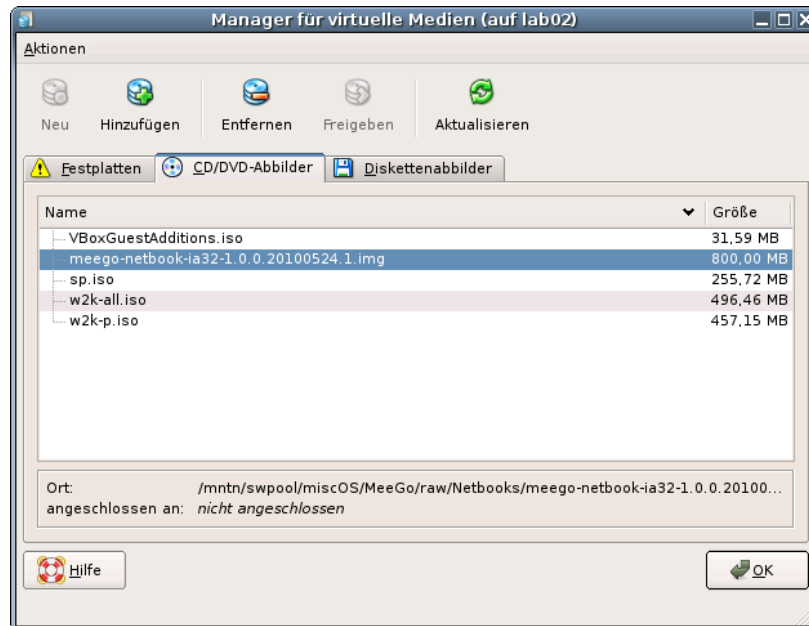 Manager für virtuelle Medien (auf lab02)
Aktionen
Neu Hinzufügen Entfernen Freigeben Aktualisieren
Festplatten CD/DVD-Abbilder Diskettenabbilder
Name Größe
VBoxGuestAdditions.iso 31,59 MB
meego-netbook-ia32-1.0.0.20100524.1.img 800,00 MB
sp.iso 255,72 MB
w2k-all.iso 496,46 MB
w2k-p.iso 457,15 MB
Ort: /mntn/swpool/miscOS/MeeGo/raw/Netbooks/meego-netbook-ia32-1.0.0.20100...
angeschlossen an: nicht angeschlossen
Hilfe OK